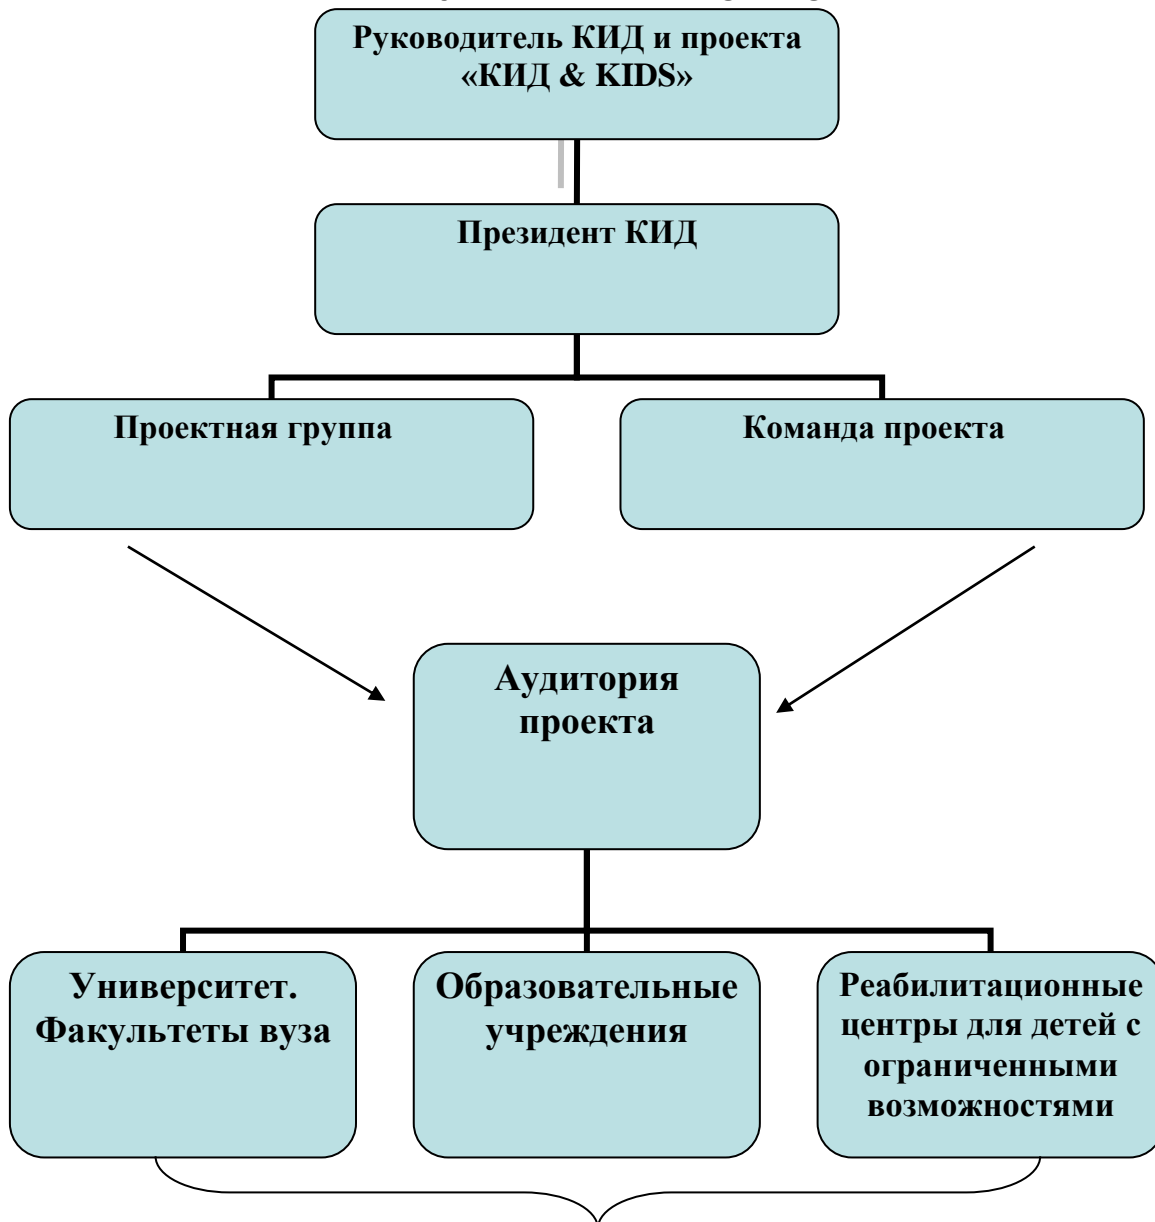 Руководитель КИД и проекта
«КИД & KIDS»
Президент КИД
Проектная группа
Команда проекта
Аудитория
проекта
Университет.
Факультеты вуза
Образовательные
учреждения
Реабилитационные
центры для детей с
ограниченными
возможностями